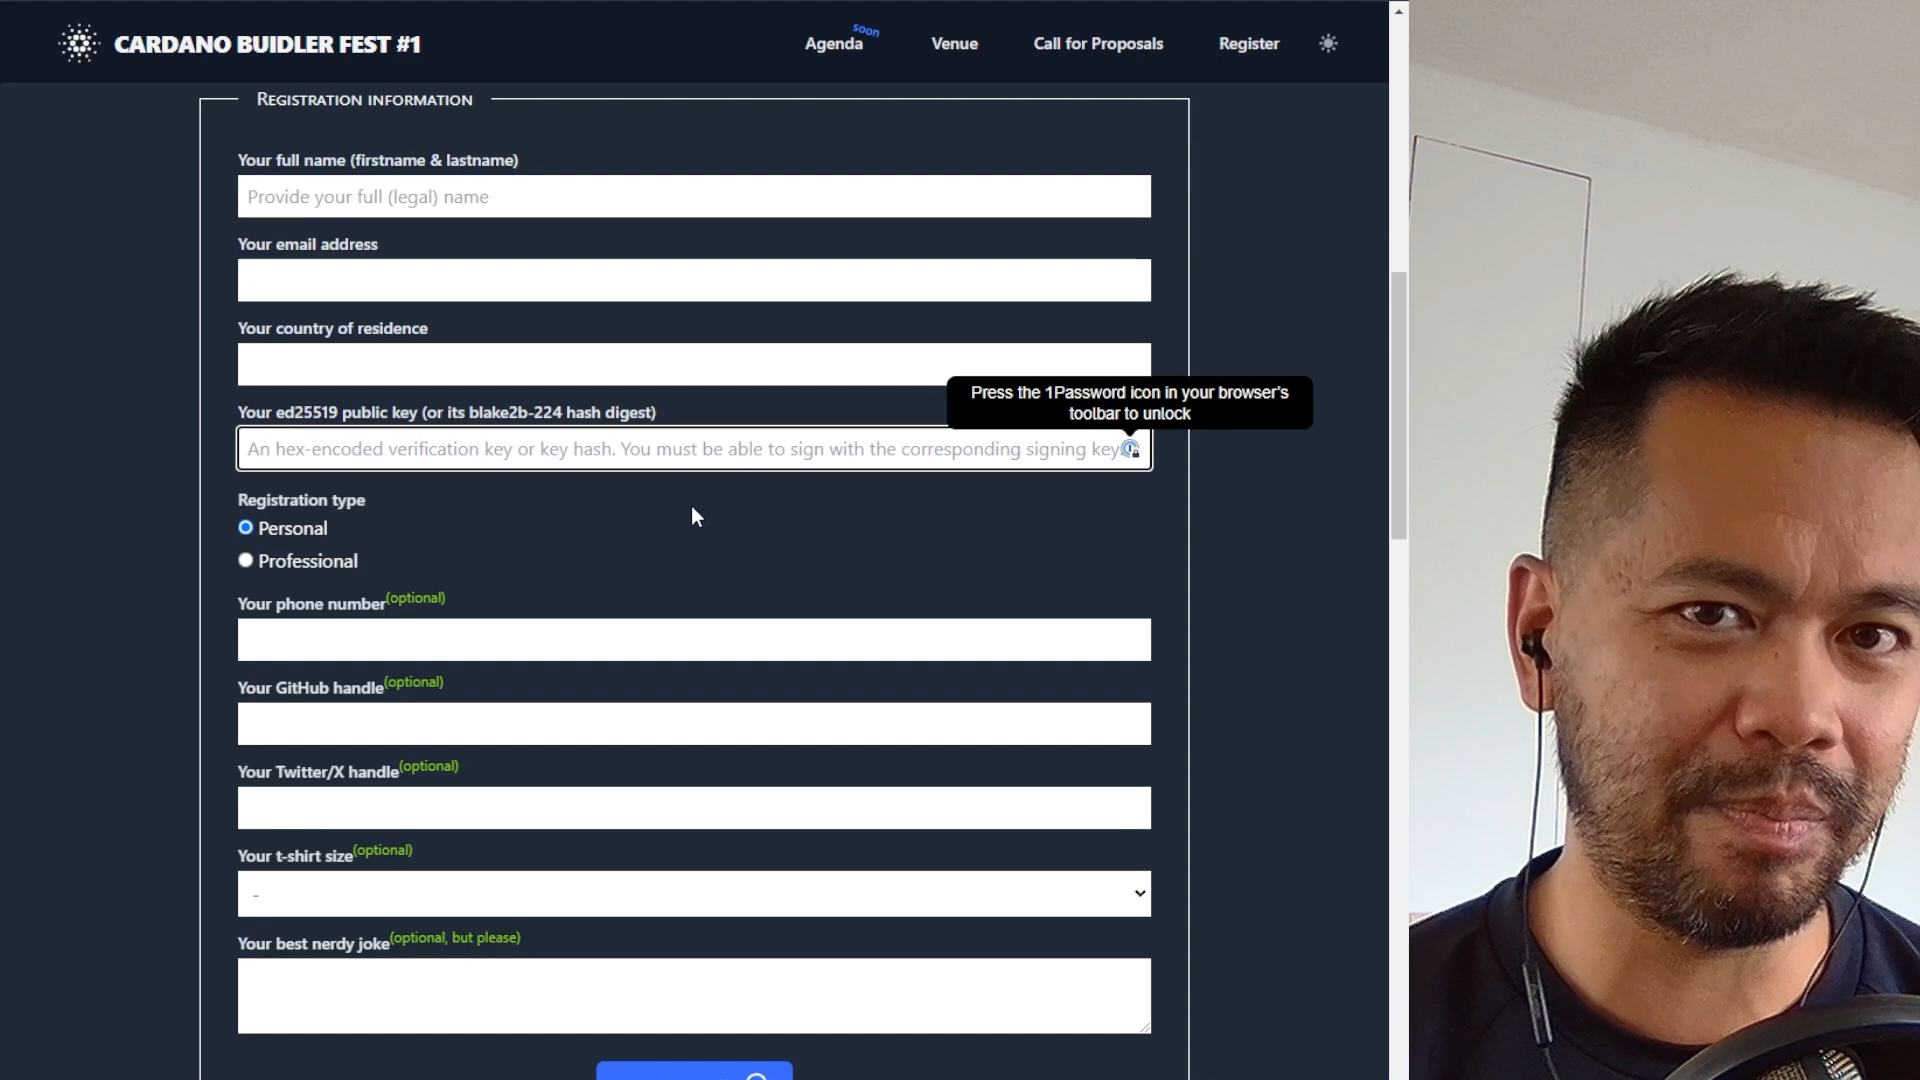 CARDANO BUIDLER FEST #1
Agenda
soon
Venue
Call for Proposals
Register
REGISTRATION INFORMATION
Your full name (firstname & lastname)
Provide your full (legal) name
Your email address
Your country of residence
Press the 1Password icon in your browser's
toolbar to unlock
Your ed25519 public key (or its blake2b-224 hash digest)
An hex-encoded verification key or key hash. You must be able to sign with the corresponding signing key
Registration type
Personal
Professional
Your phone number(optional)
Your GitHub handle(optional)
Your Twitter/X handle(optional)
Your t-shirt size(optional)
-
Your best nerdy joke(optional, but please)